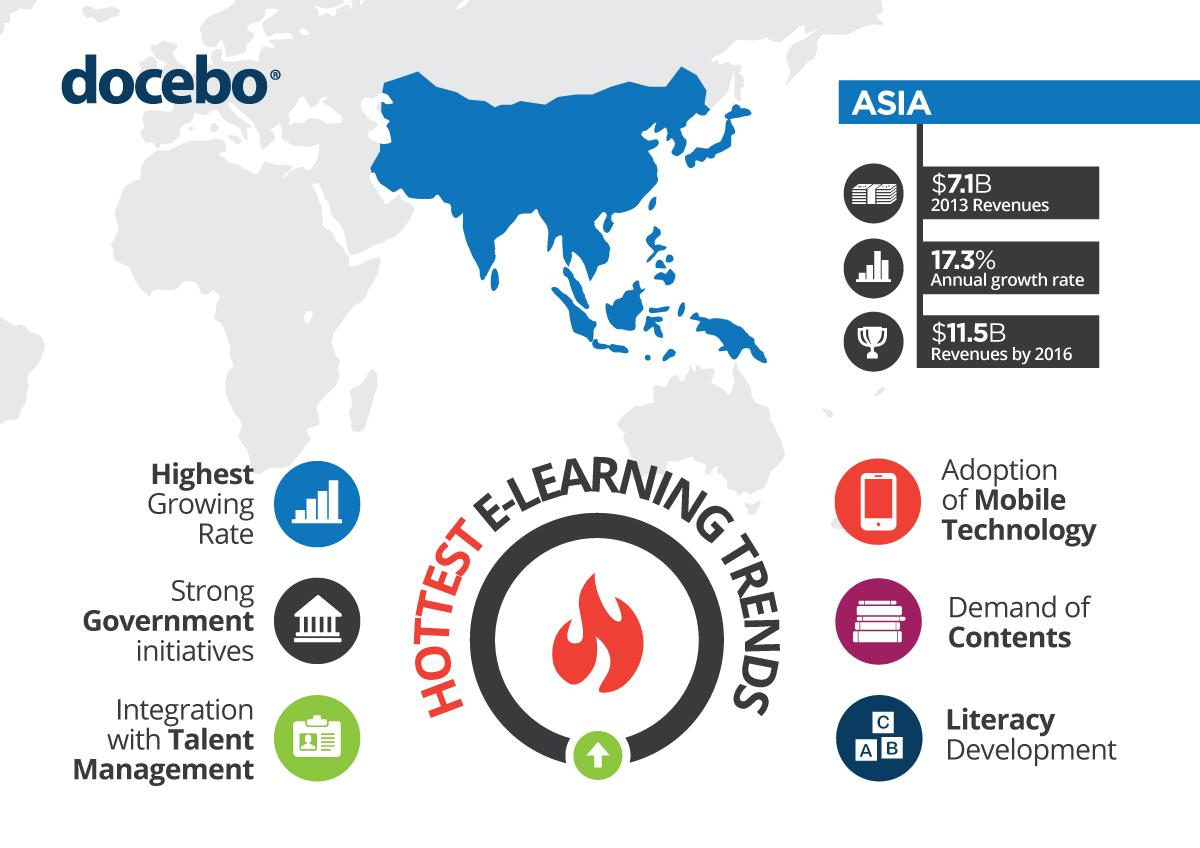 docebo®
ASIA
$7.1B
2013 Revenues
17.3%
Annual growth rate
$11.5B
Revenues by 2016
Highest
Growing
Rate
Strong
Government
initiatives
Integration
with Talent
Management
HOTTEST E-LEARNING TRENDS
Adoption
of Mobile
Technology
Demand of
Contents
C
A B
Literacy
Development